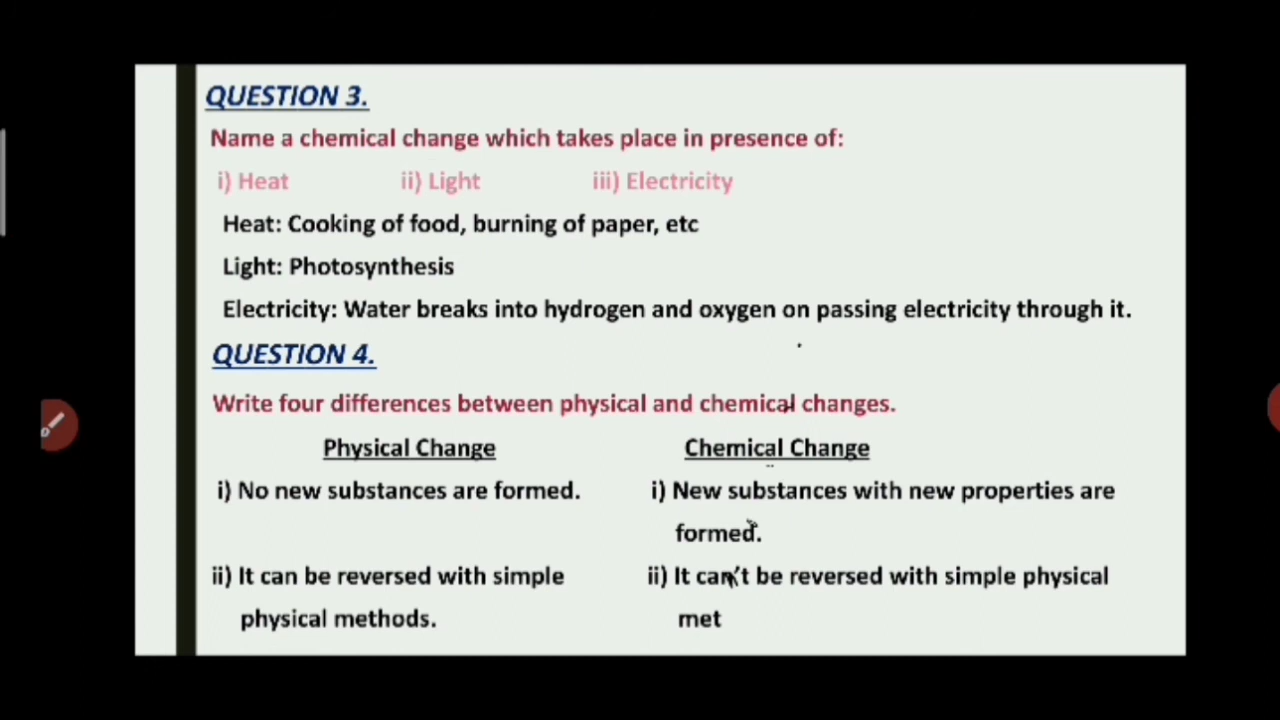 QUESTION 3.
Name a chemical change which takes place in presence of:
i) Heat ii) Light iii) Electricity
Heat: Cooking of food, burning of paper, etc
Light: Photosynthesis
Electricity: Water breaks into hydrogen and oxygen on passing electricity through it.
QUESTION 4.
Write four differences between physical and chemical changes.
Physical Change Chemical Change
i) No new substances are formed. i) New substances with new properties are
formed.
ii) It can be reversed with simple ii) It can't be reversed with simple physical
physical methods. met